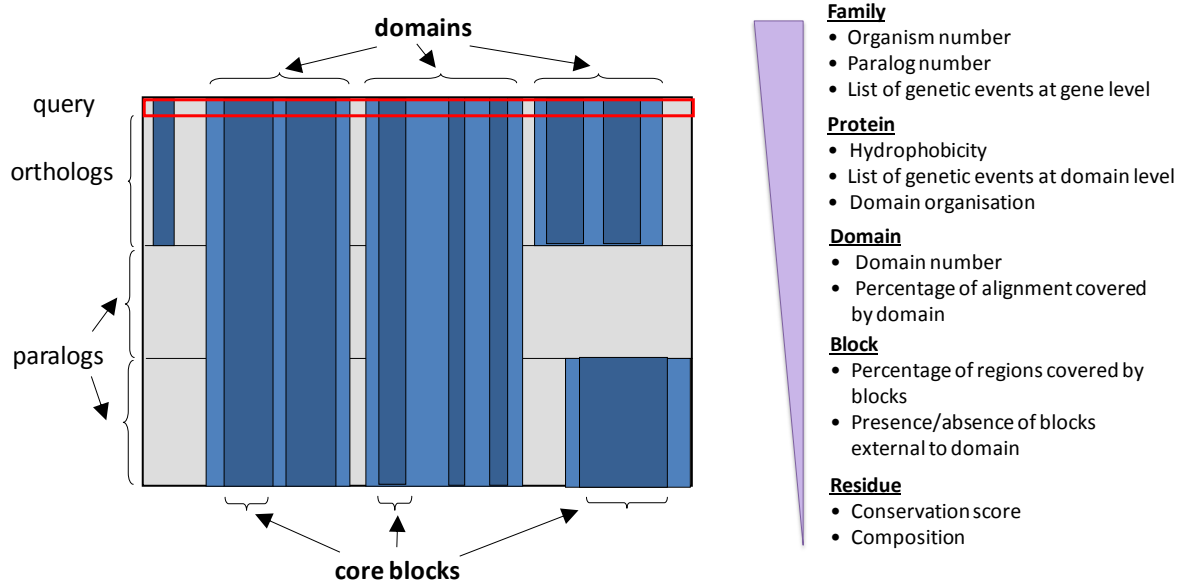 domains
query
orthologs
paralogs
core blocks
Family
• Organism number
• Paralog number
• List of genetic events at gene level
Protein
• Hydrophobicity
• List of genetic events at domain level
• Domain organisation
Domain
• Domain number
• Percentage of alignment covered
by domain
Block
• Percentage of regions covered by
blocks
• Presence/absence of blocks
external to domain
Residue
• Conservation score
• Composition